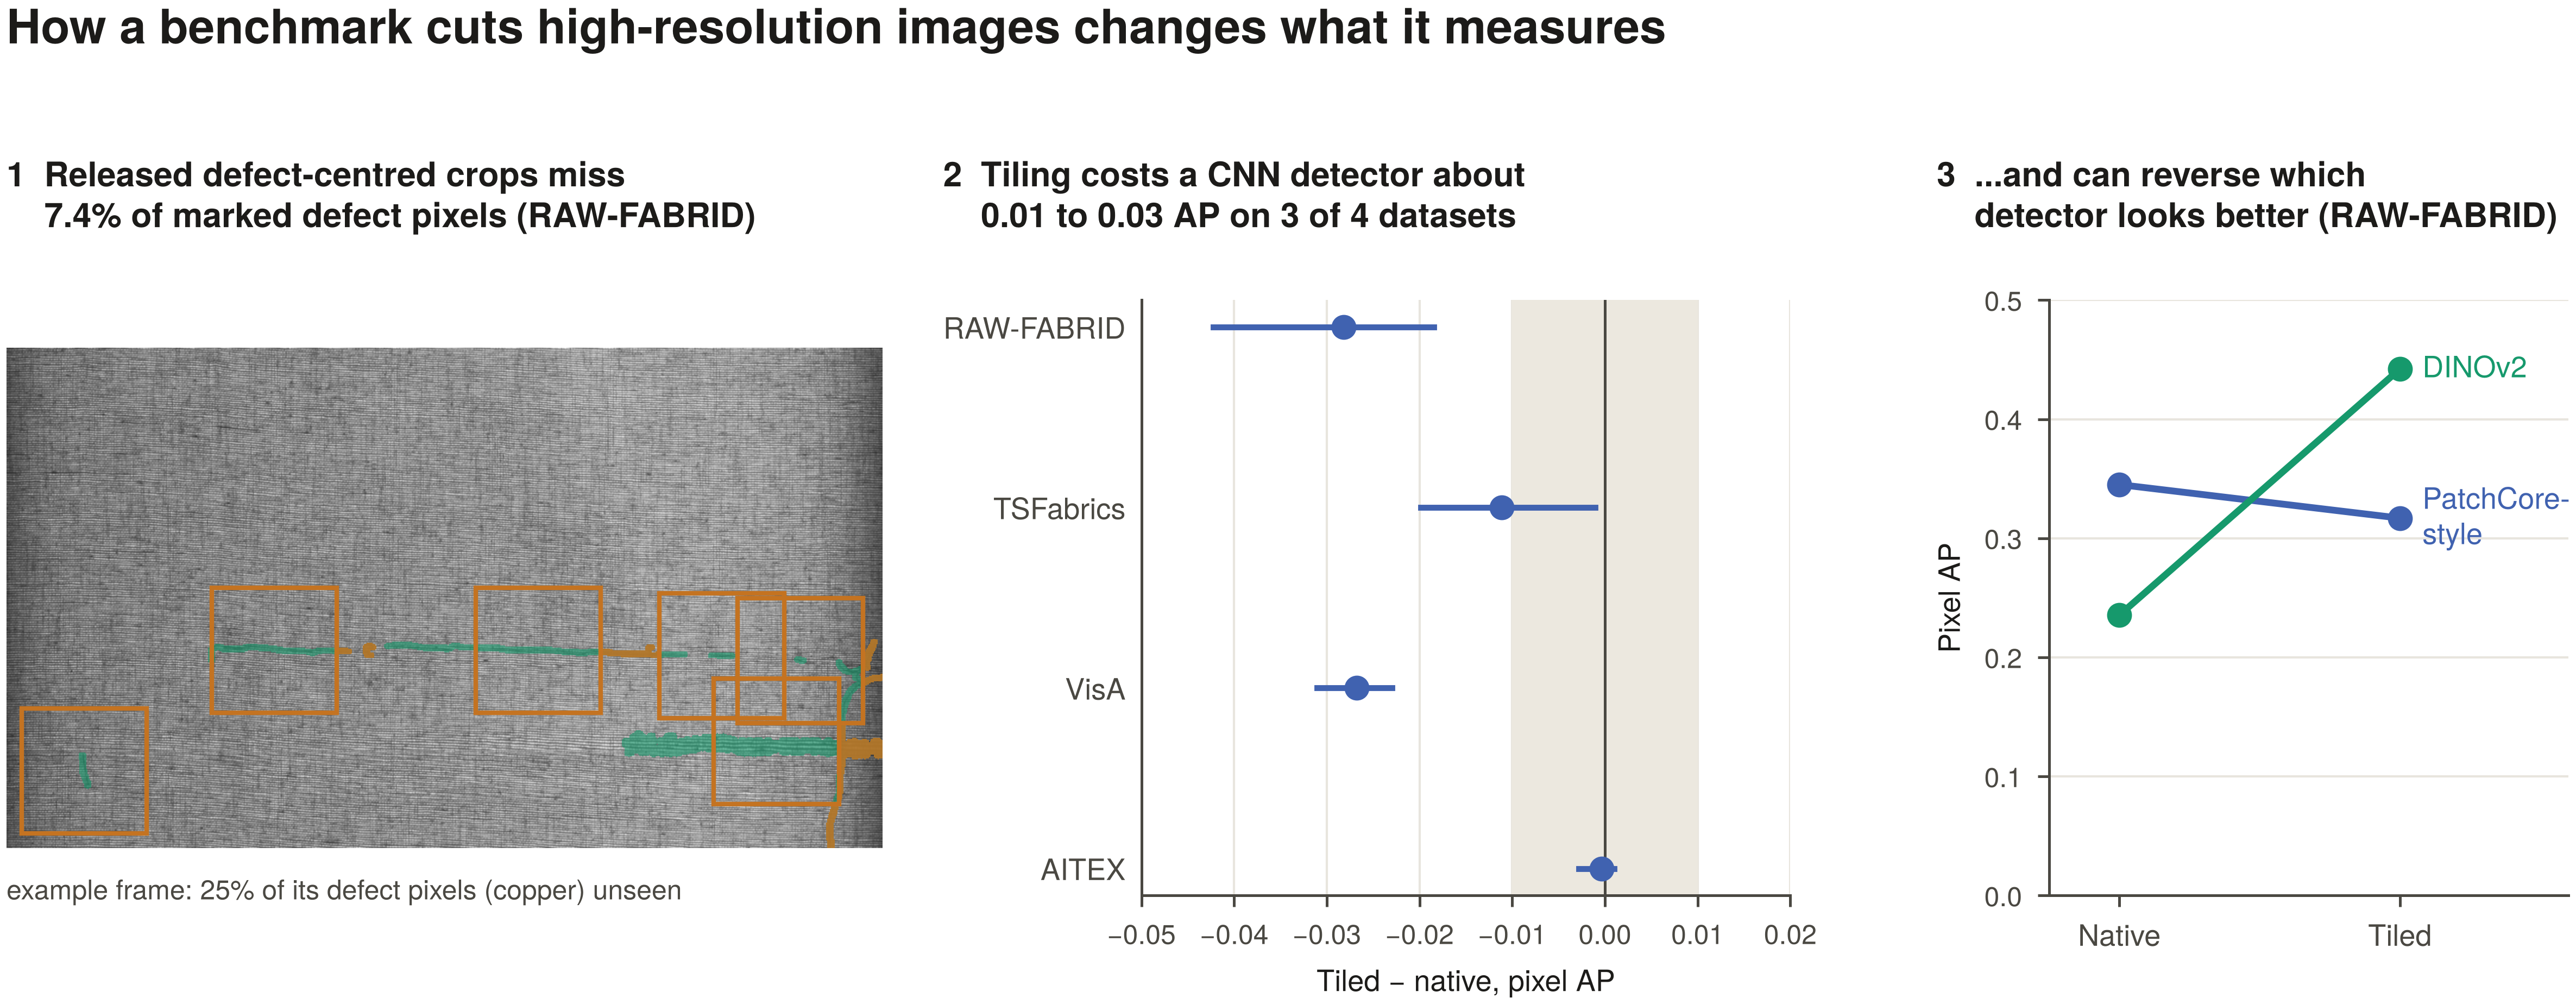 How a benchmark cuts high-resolution images changes what it measures
1 Released defect-centred crops miss
7.4% of marked defect pixels (RAW-FABRID)
example frame: 25% of its defect pixels (copper) unseen
2 Tiling costs a CNN detector about
0.01 to 0.03 AP on 3 of 4 datasets
RAW-FABRID
TSFabrics
VisA
AITEX
−0.05 −0.04 −0.03 −0.02 −0.01 0.00 0.01 0.02
Tiled − native, pixel AP
3 ...and can reverse which
detector looks better (RAW-FABRID)
Pixel AP
0.5
0.4
0.3
0.2
0.1
0.0
DINOv2
PatchCore-
style
Native Tiled